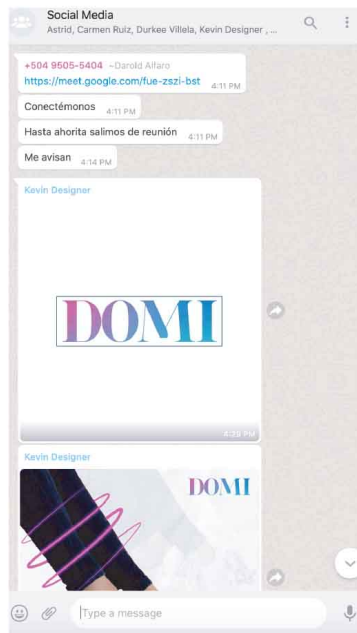 Social Media
Astrid, Carmen Ruiz, Durkee Villela, Kevin Designer , ...
+504 9505-5404 ~Darold Alfaro
https://meet.google.com/fue-zszi-bst 4:11 PM
Conectémonos 4:11 PM
Hasta ahorita salimos de reunión 4:11 PM
Me avisan 4:14 PM
Kevin Designer
DOMI
4:25 PM
Kevin Designer
DOMI
Type a message